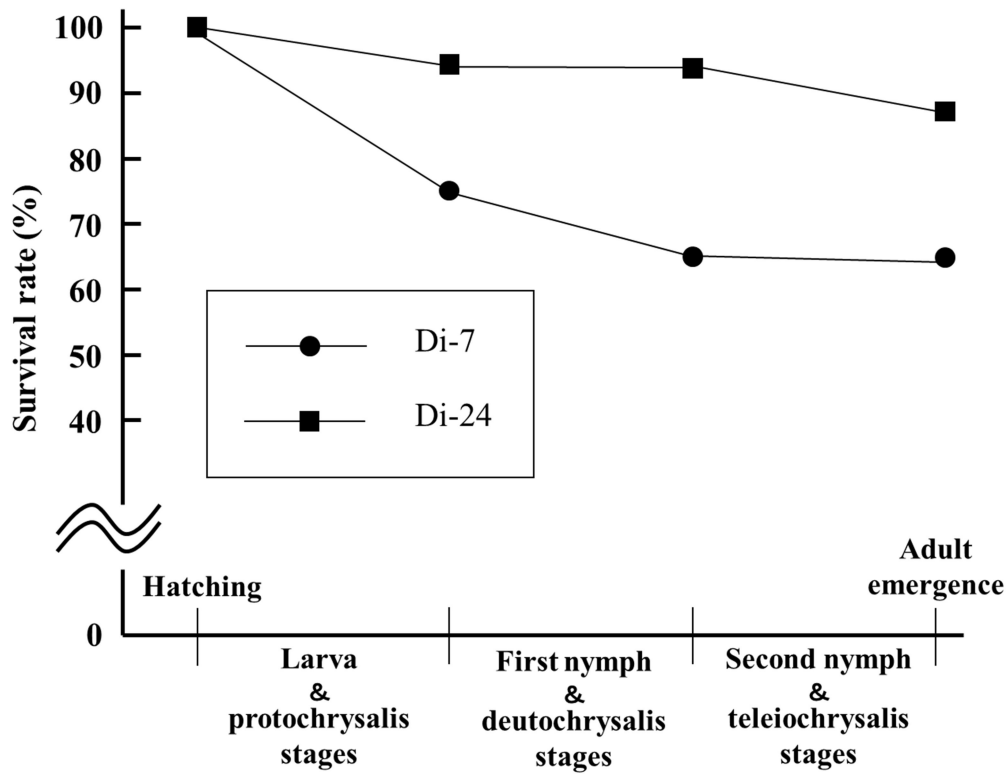 100
90
80
70
60
50
40
0
Survival rate (%)
Di-7
Di-24
Hatching
Adult
emergence
Larva
&
protochrysalis
stages
First nymph
&
deutochrysalis
stages
Second nymph
&
teleiochrysalis
stages